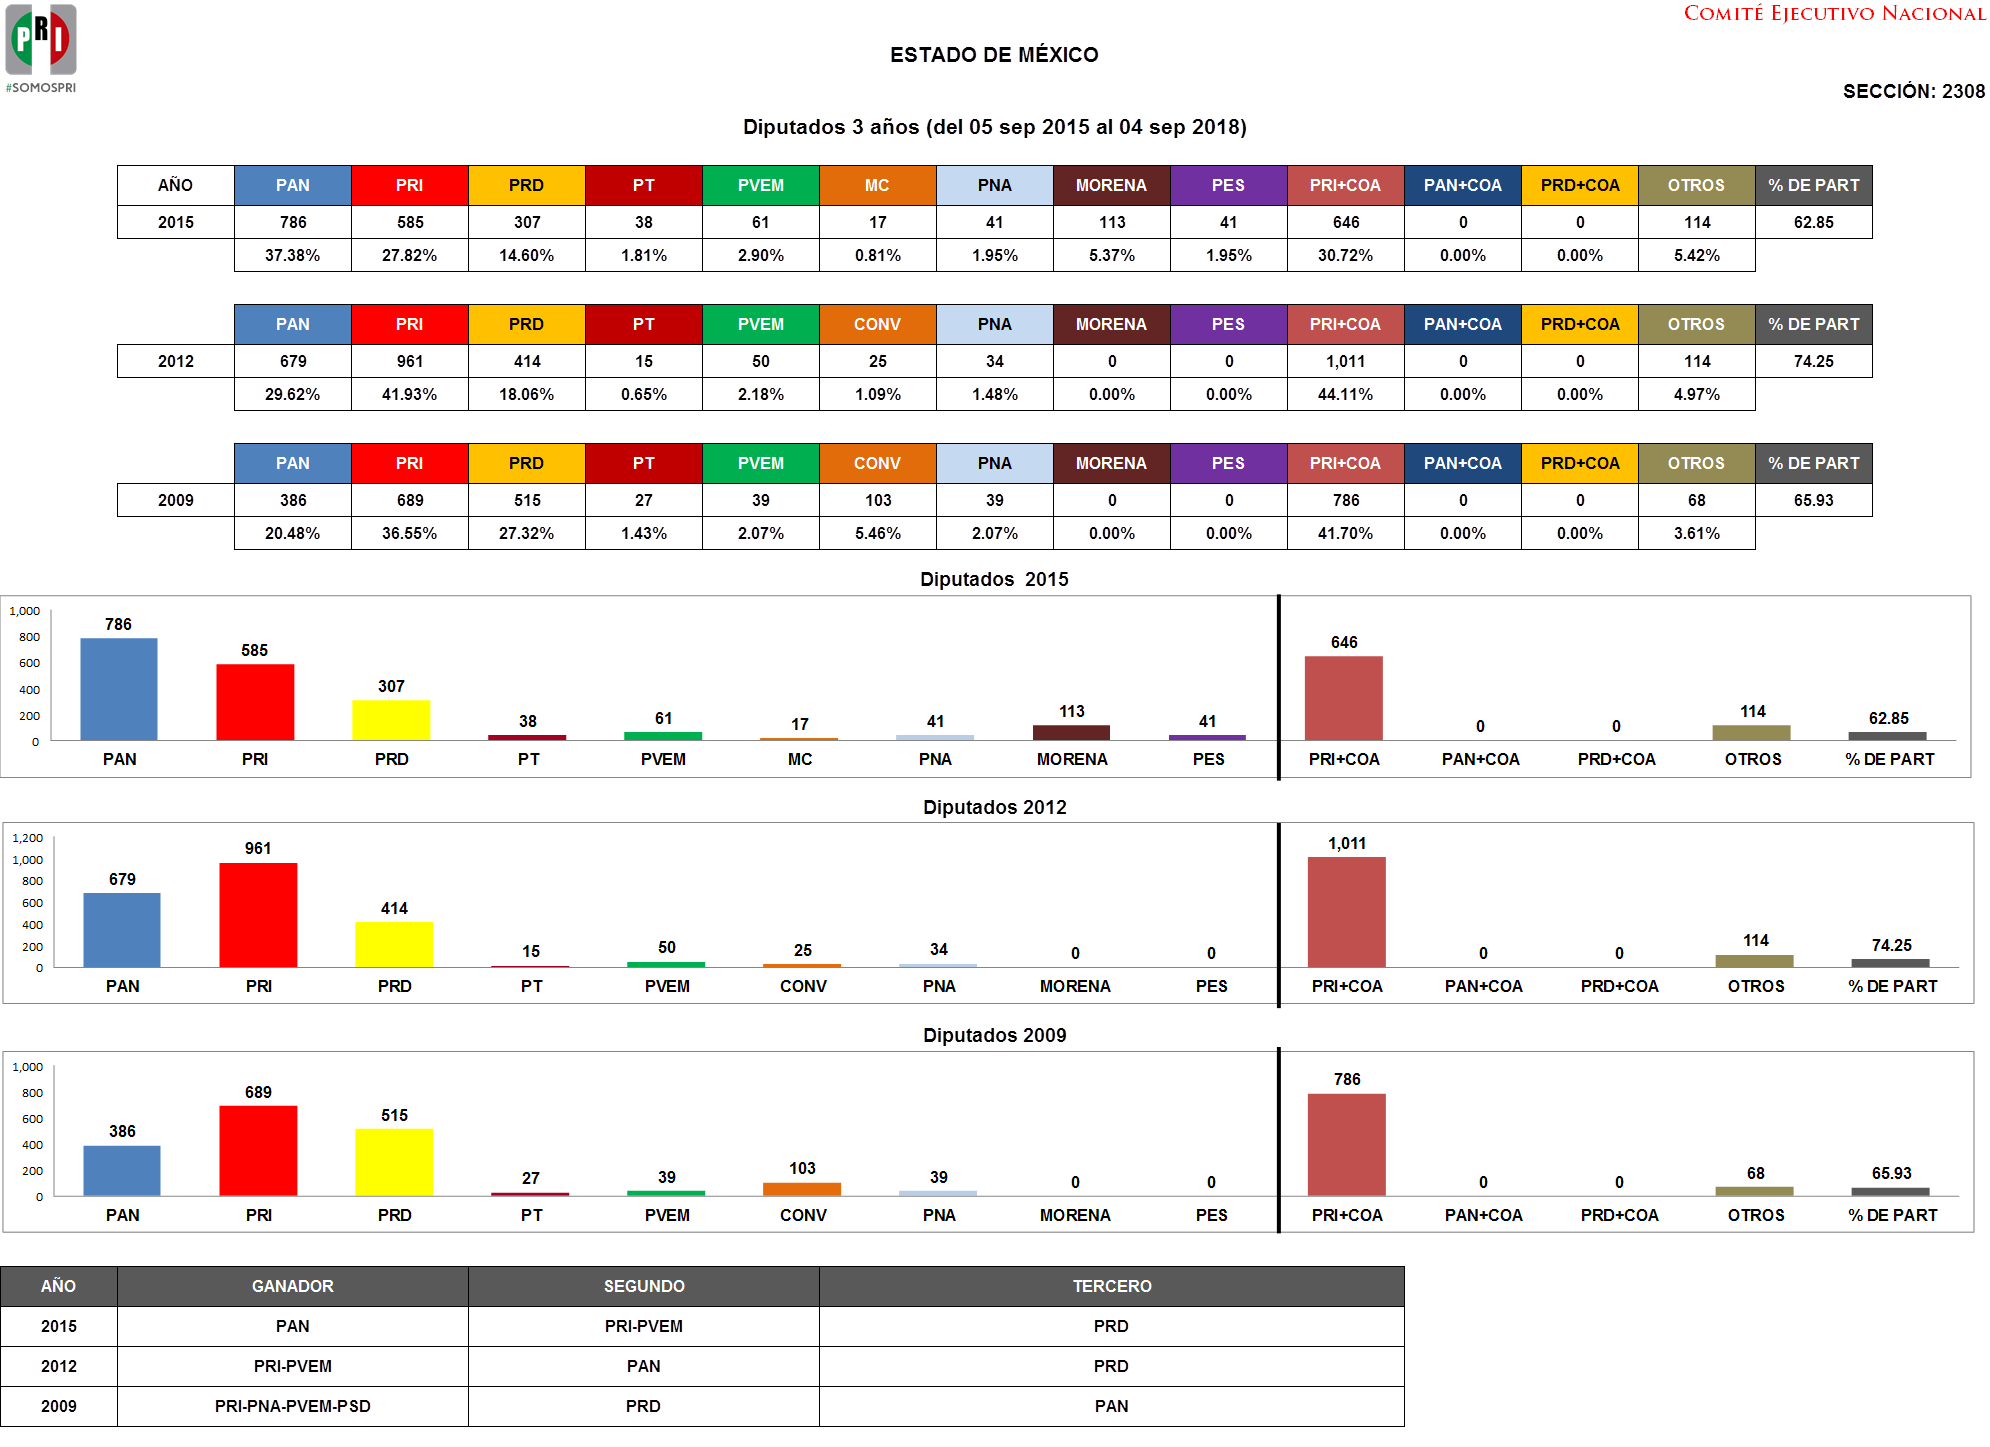 PRI
#SOMOSPRI
COMITÉ EJECUTIVO NACIONAL
ESTADO DE MÉXICO
SECCIÓN: 2308
Diputados 3 años (del 05 sep 2015 al 04 sep 2018)
AÑO PAN PRI PRD PT PVEM MC PNA MORENA PES PRI+COA PAN+COA PRD+COA OTROS % DE PART
2015 786 585 307 38 61 17 41 113 41 646 0 0 114 62.85
37.38% 27.82% 14.60% 1.81% 2.90% 0.81% 1.95% 5.37% 1.95% 30.72% 0.00% 0.00% 5.42%
PAN PRI PRD PT PVEM CONV PNA MORENA PES PRI+COA PAN+COA PRD+COA OTROS % DE PART
2012 679 961 414 15 50 25 34 0 0 1,011 0 0 114 74.25
29.62% 41.93% 18.06% 0.65% 2.18% 1.09% 1.48% 0.00% 0.00% 44.11% 0.00% 0.00% 4.97%
PAN PRI PRD PT PVEM CONV PNA MORENA PES PRI+COA PAN+COA PRD+COA OTROS % DE PART
2009 386 689 515 27 39 103 39 0 0 786 0 0 68 65.93
20.48% 36.55% 27.32% 1.43% 2.07% 5.46% 2.07% 0.00% 0.00% 41.70% 0.00% 0.00% 3.61%
Diputados 2015
1,000
800
600
400
200
0
786 585 307 38 61 17 41 113 41 646 0 0 114 62.85
PAN PRI PRD PT PVEM MC PNA MORENA PES PRI+COA PAN+COA PRD+COA OTROS % DE PART
Diputados 2012
1,200
1,000
800
600
400
200
0
679 961 414 15 50 25 34 0 0 1,011 0 0 114 74.25
PAN PRI PRD PT PVEM CONV PNA MORENA PES PRI+COA PAN+COA PRD+COA OTROS % DE PART
Diputados 2009
1,000
800
600
400
200
0
386 689 515 27 39 103 39 0 0 786 0 0 68 65.93
PAN PRI PRD PT PVEM CONV PNA MORENA PES PRI+COA PAN+COA PRD+COA OTROS % DE PART
AÑO GANADOR SEGUNDO TERCERO
2015 PAN PRI-PVEM PRD
2012 PRI-PVEM PAN PRD
2009 PRI-PNA-PVEM-PSD PRD PAN